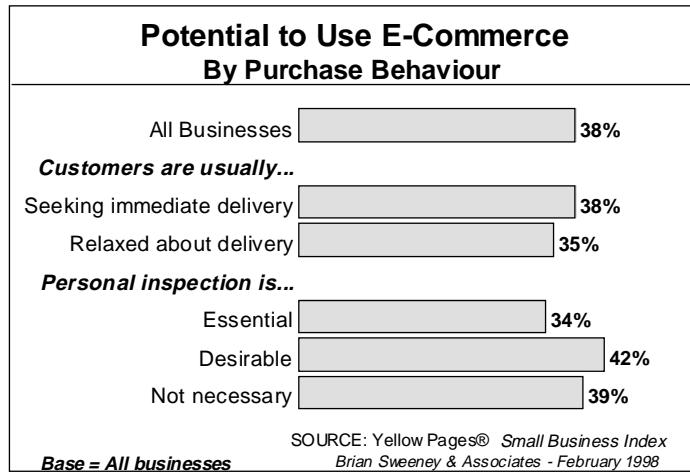 Potential to Use E-Commerce
By Purchase Behaviour
All Businesses 38%
Customers are usually...
Seeking immediate delivery 38%
Relaxed about delivery 35%
Personal inspection is...
Essential 34%
Desirable 42%
Not necessary 39%
SOURCE: Yellow Pages® Small Business Index
Base = All businesses Brian Sweeney & Associates - February 1998